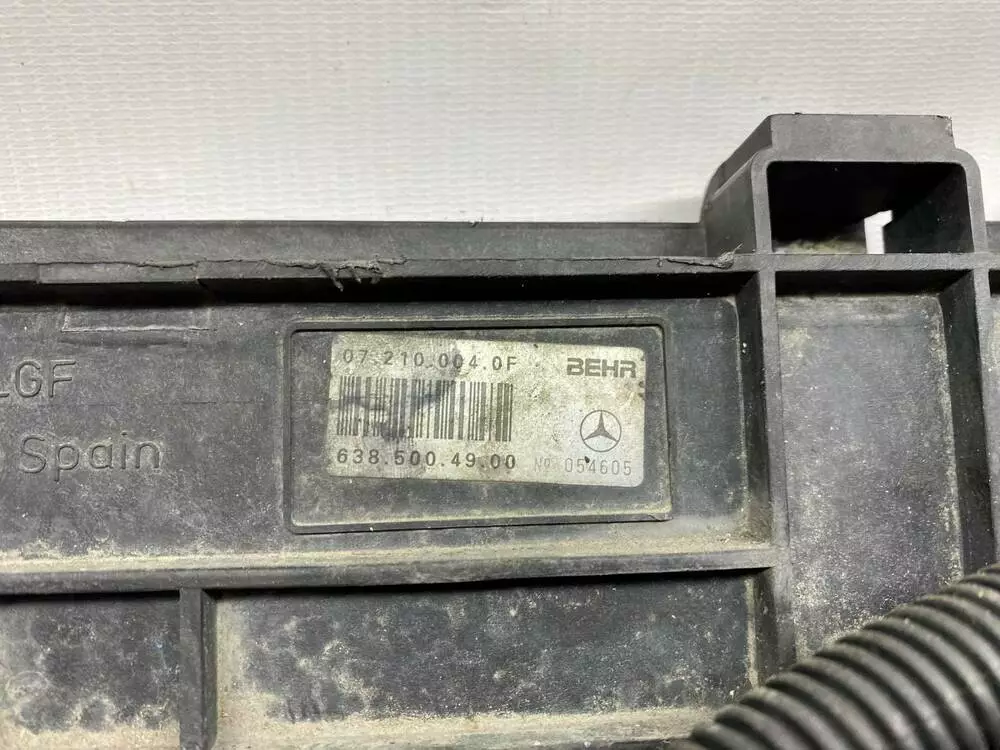 07.210.004.0F BEHR
638.500.49.00 No 054605
LGF
Spain